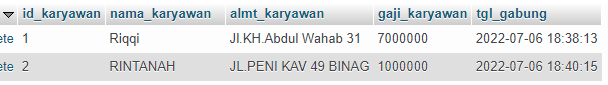 id_karyawan nama_karyawan almt_karyawan gaji_karyawan tgl_gabung
ete 1 Riqqi Jl.KH.Abdul Wahab 31 7000000 2022-07-06 18:38:13
ete 2 RINTANAH JL.PENI KAV 49 BINAG 1000000 2022-07-06 18:40:15